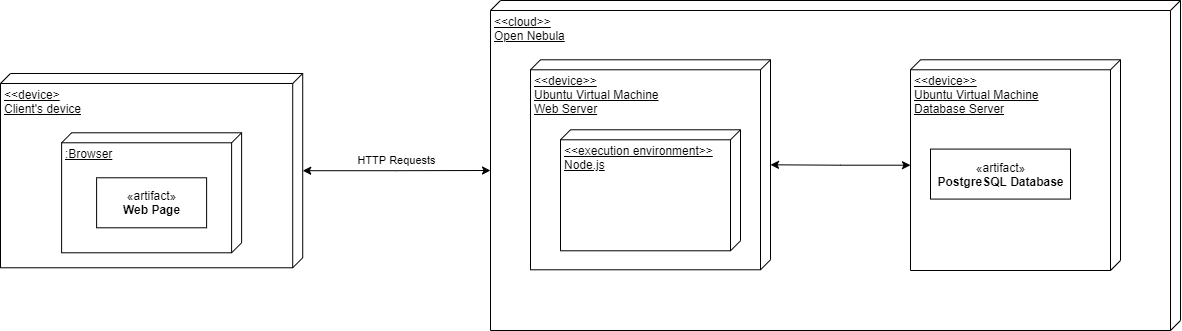 <<cloud>>
Open Nebula
<<device>
Client's device
:Browser
«artifact»
Web Page
HTTP Requests
<<device>>
Ubuntu Virtual Machine
Web Server
<<execution environment>>
Node.js
<<device>>
Ubuntu Virtual Machine
Database Server
«artifact»
PostgreSQL Database